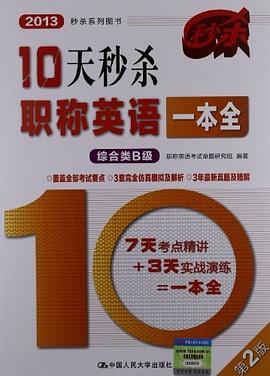 2013 秒杀系列图书
秒杀
10天秒杀
职称英语 一本全
综合类B级
职称英语考试命题研究组 编著
◎覆盖全部考试要点 ◎3套完全仿真模拟及解析 ◎3年最新真题及精解
10
7天考点精讲
+3天实战演练
=一本全
第2版
中国人民大学出版社